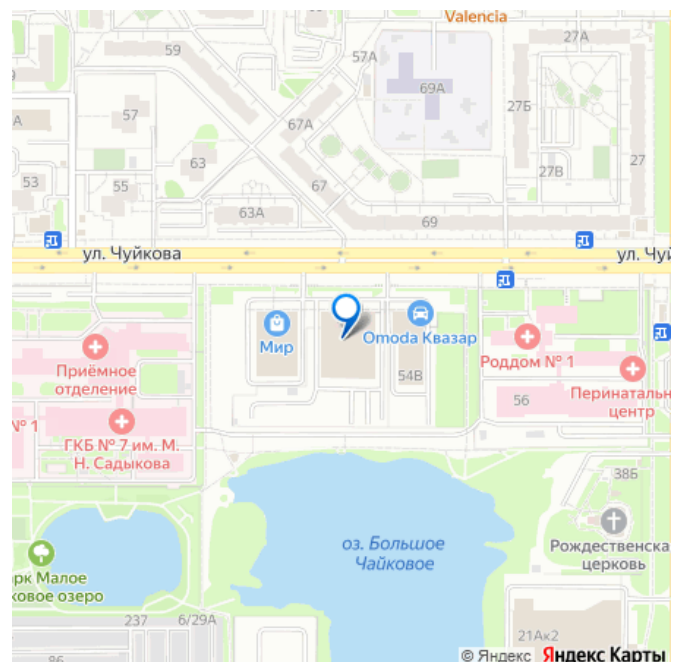 Valencia
59
57А
27А
69А
27Б
57
67А
63
27В
27
53
55
67
63А
69
ул. Чуйкова
ул. Чуй
Мир
Omoda Квазар
Приёмное
отделение
54В
Роддом № 1
56
Перинатальн
центр
№ 1
ГКБ № 7 им. М.
Н. Садыкова
38Б
оз. Большое
Чайковое
Рождественска
церковь
арк Малое
ковое озеро
237
6/29А
21Ак2
86
© Яндекс Яндекс Карты